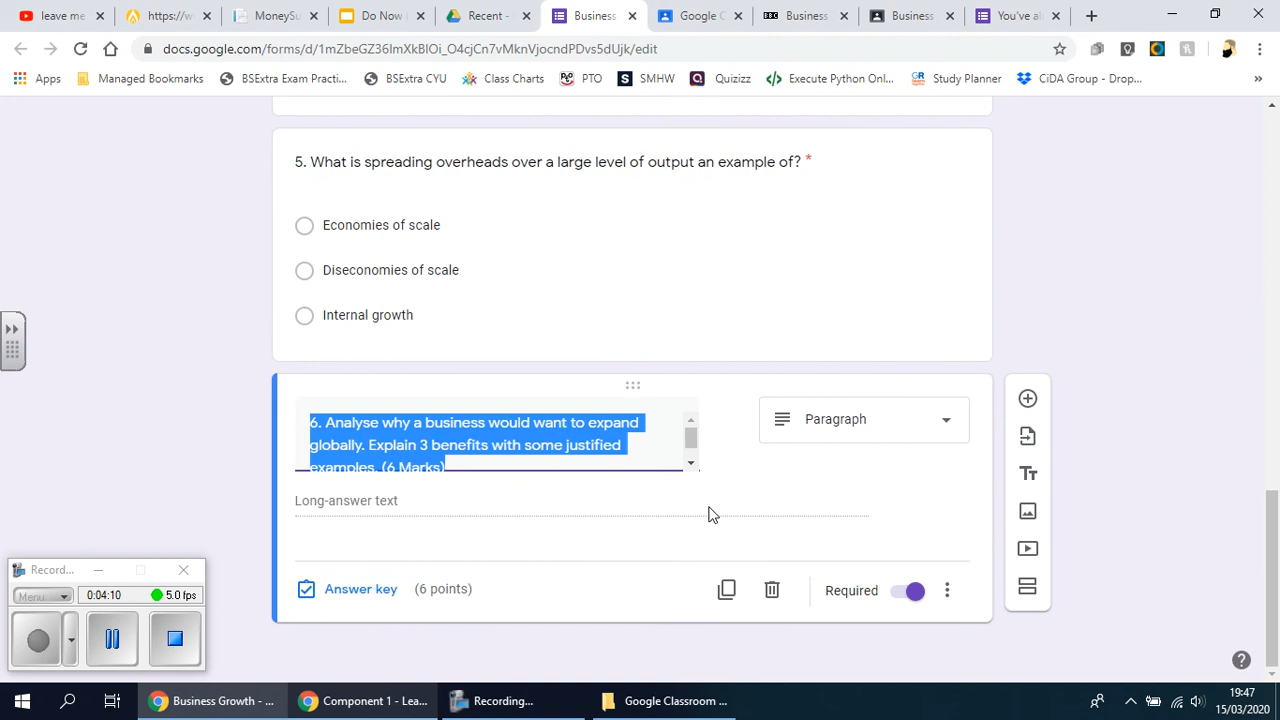 leave me
https://w
MoneyS
Do Now
Recent -
Business
Google
Business
Business
You've a
docs.google.com/forms/d/1mZbeGZ36ImXkBlOi_O4cjCn7vMknVjocndPDvs5dUjk/edit
Apps
Managed Bookmarks
BSExtra Exam Practi...
BSExtra CYU
Class Charts
PTO
SMHW
Quizizz
Execute Python Onl...
Study Planner
CiDA Group - Drop...
»
5. What is spreading overheads over a large level of output an example of? *
Economies of scale
Diseconomies of scale
Internal growth
6. Analyse why a business would want to expand
globally. Explain 3 benefits with some justified
examples. (6 Marks)
Paragraph
Long-answer text
Answer key (6 points)
Required
Record...
Menu
0:04:10
5.0 fps
Business Growth - ...
Component 1 - Lea...
Recording...
Google Classroom ...
19:47
15/03/2020